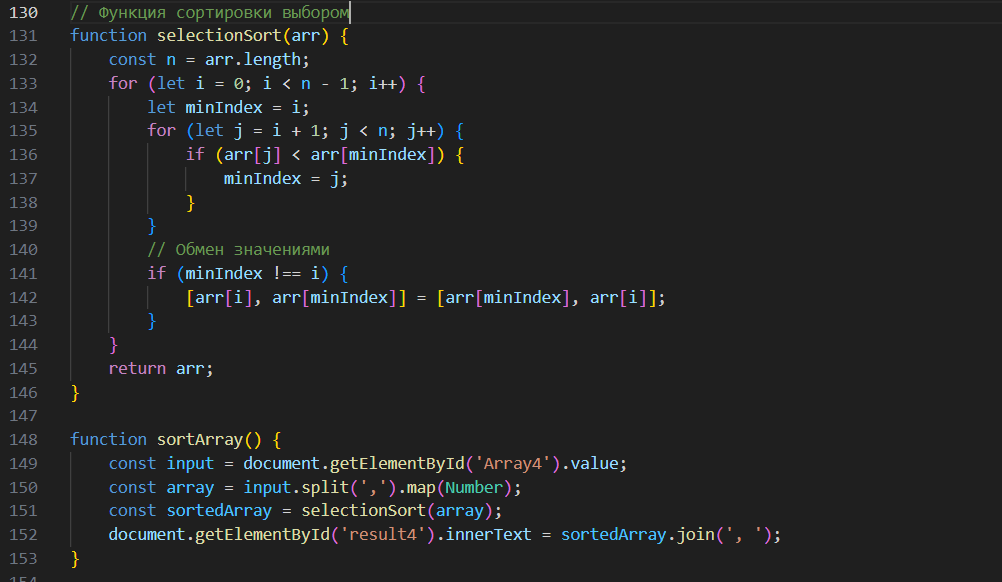 130 // Функция сортировки выбором
131 function selectionSort(arr) {
132     const n = arr.length;
133     for (let i = 0; i < n - 1; i++) {
134         let minIndex = i;
135         for (let j = i + 1; j < n; j++) {
136             if (arr[j] < arr[minIndex]) {
137                 minIndex = j;
138             }
139         }
140         // Обмен значениями
141         if (minIndex !== i) {
142             [arr[i], arr[minIndex]] = [arr[minIndex], arr[i]];
143         }
144     }
145     return arr;
146 }
147
148 function sortArray() {
149     const input = document.getElementById('Array4').value;
150     const array = input.split(',').map(Number);
151     const sortedArray = selectionSort(array);
152     document.getElementById('result4').innerText = sortedArray.join(', ');
153 }
154